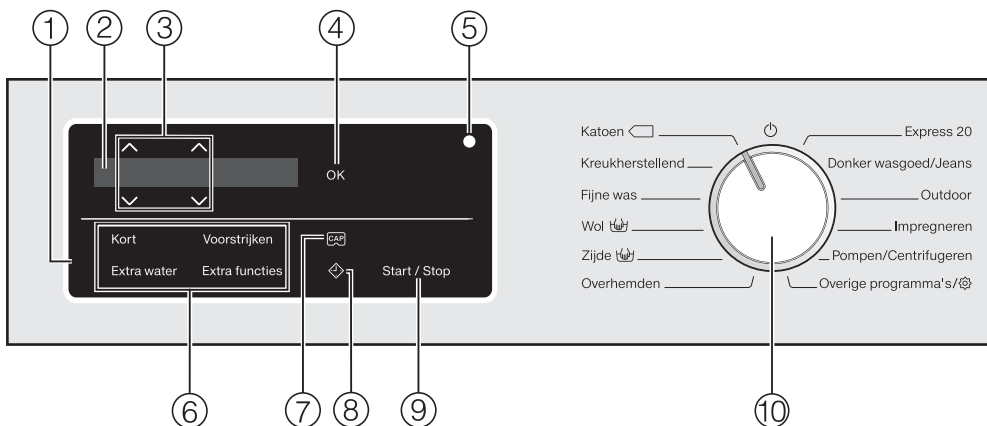 ① ② ③ ④ ⑤
OK
Kort Voorstrijken
Extra water Extra functies
CAP
Start / Stop
Katoen
Kreukherstellend
Fijne was
Wol
Zijde
Overhemden
Express 20
Donker wasgoed/Jeans
Outdoor
Impregneren
Pompen/Centrifugeren
Overige programma's/
⑥ ⑦ ⑧ ⑨ ⑩